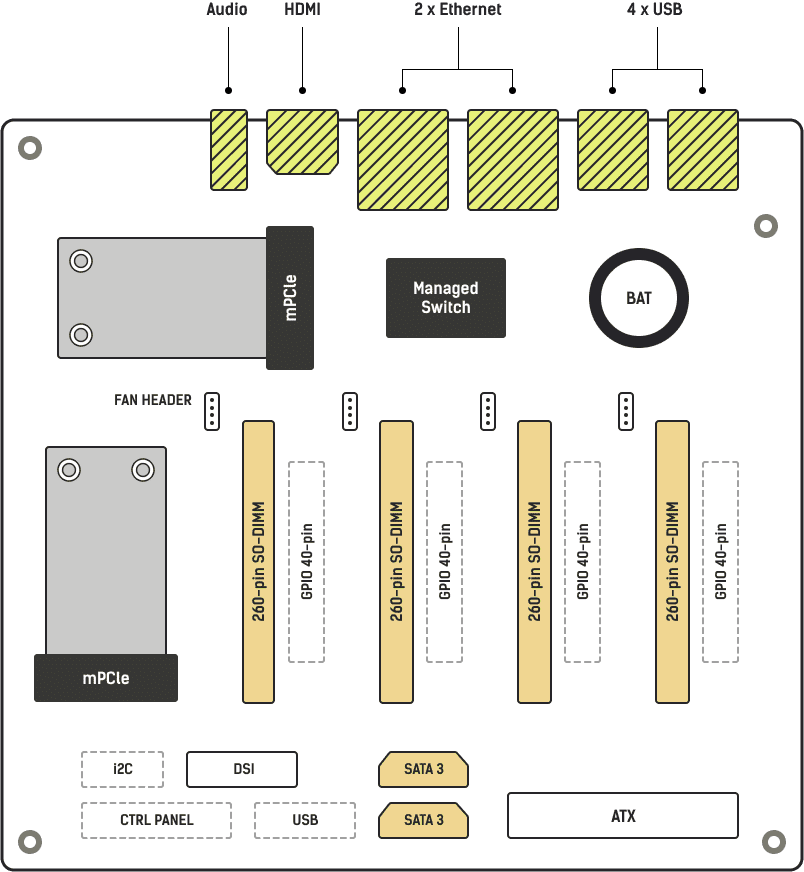 Audio
HDMI
2 x Ethernet
4 x USB
mPCle
Managed
Switch
BAT
FAN HEADER
260-pin SO-DIMM
GPIO 40-pin
260-pin SO-DIMM
GPIO 40-pin
260-pin SO-DIMM
GPIO 40-pin
260-pin SO-DIMM
GPIO 40-pin
mPCle
i2C
DSI
SATA 3
CTRL PANEL
USB
SATA 3
ATX